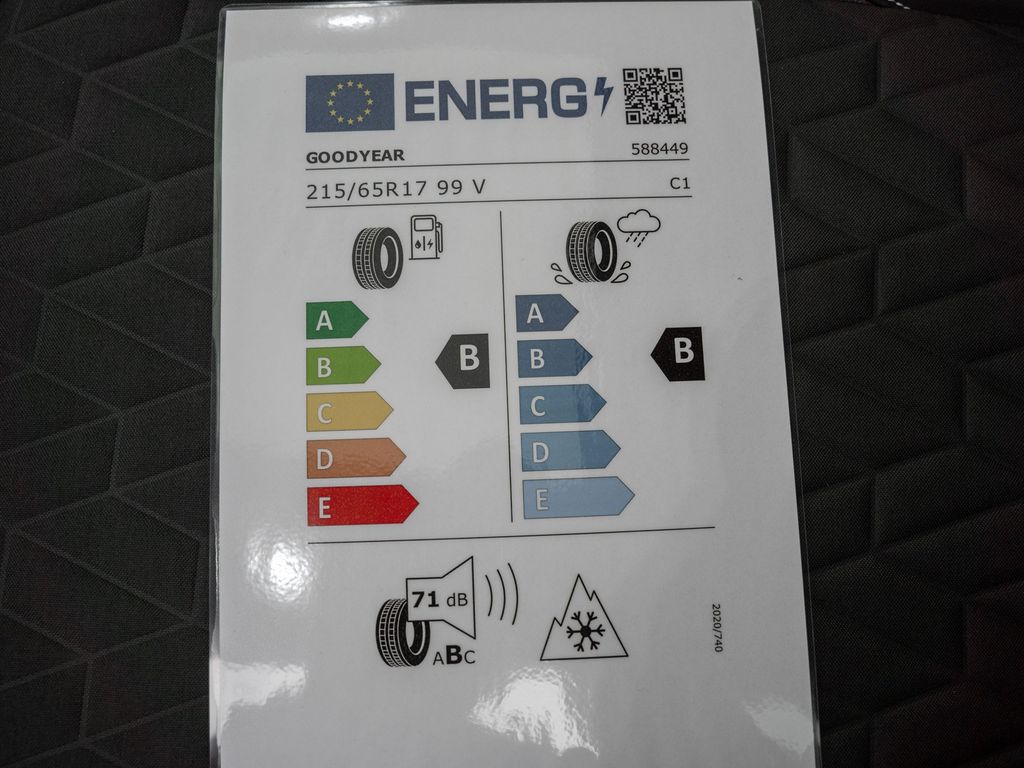 ENERG
GOODYEAR 588449
215/65R17 99 V C1
A A
B B B B
C C
D D
E E
71 dB
ABC
2020/740